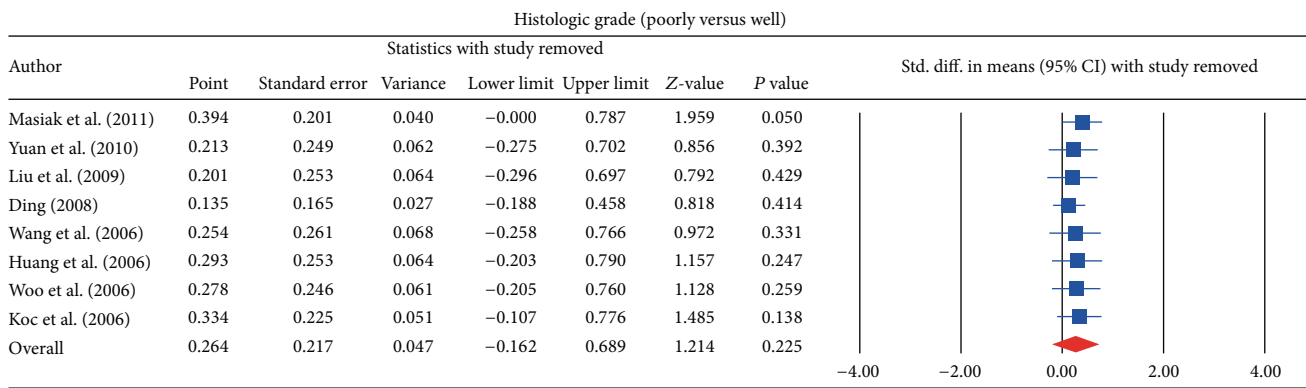 Histologic grade (poorly versus well)
Author Statistics with study removed Std. diff. in means (95% CI) with study removed
Point Standard error Variance Lower limit Upper limit Z-value P value
Masiak et al. (2011) 0.394 0.201 0.040 −0.000 0.787 1.959 0.050
Yuan et al. (2010) 0.213 0.249 0.062 −0.275 0.702 0.856 0.392
Liu et al. (2009) 0.201 0.253 0.064 −0.296 0.697 0.792 0.429
Ding (2008) 0.135 0.165 0.027 −0.188 0.458 0.818 0.414
Wang et al. (2006) 0.254 0.261 0.068 −0.258 0.766 0.972 0.331
Huang et al. (2006) 0.293 0.253 0.064 −0.203 0.790 1.157 0.247
Woo et al. (2006) 0.278 0.246 0.061 −0.205 0.760 1.128 0.259
Koc et al. (2006) 0.334 0.225 0.051 −0.107 0.776 1.485 0.138
Overall 0.264 0.217 0.047 −0.162 0.689 1.214 0.225
−4.00 −2.00 0.00 2.00 4.00